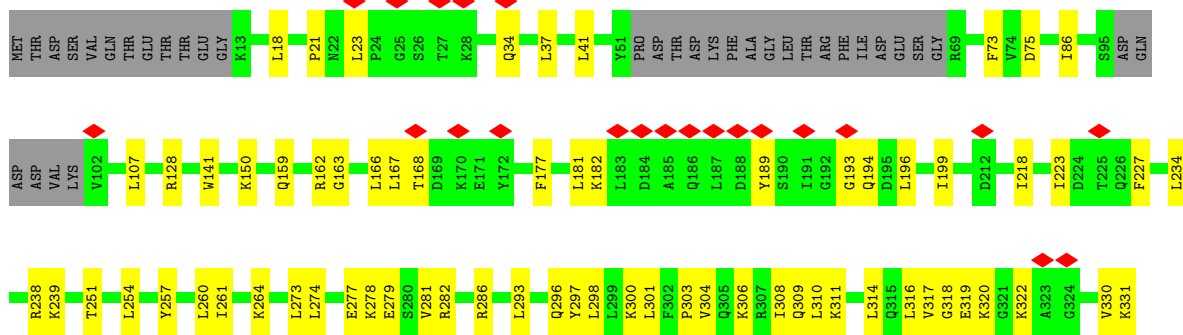 MET THR ASP SER VAL GLN THR GLU THR THR GLU GLY K13 L18 P21 N22 L23 P24 G25 S26 T27 K28 Q34 L37 L41 Y51 PRO ASP THR ASP LYS PHE ALA GLY LEU THR ARG PHE ILE ASP GLU SER GLY R69 F73 V74 D75 I86 S95 ASP GLN
ASP ASP VAL LYS V102 L107 R128 W141 K150 Q159 R162 G163 L166 L167 T168 D169 K170 E171 Y172 F177 L181 K182 L183 D184 A185 Q186 L187 D188 Y189 S190 I191 G192 G193 Q194 D195 L196 I199 D212 I218 I223 D224 T225 Q226 F227 L234
R238 K239 T251 L254 Y257 L260 I261 K264 L273 L274 E277 K278 E279 S280 V281 R282 R286 L293 Q296 Y297 L298 L299 K300 L301 F302 P303 V304 Q305 K306 R307 I308 Q309 L310 K311 L314 Q315 L316 V317 G318 E319 K320 G321 K322 A323 G324 V330 K331